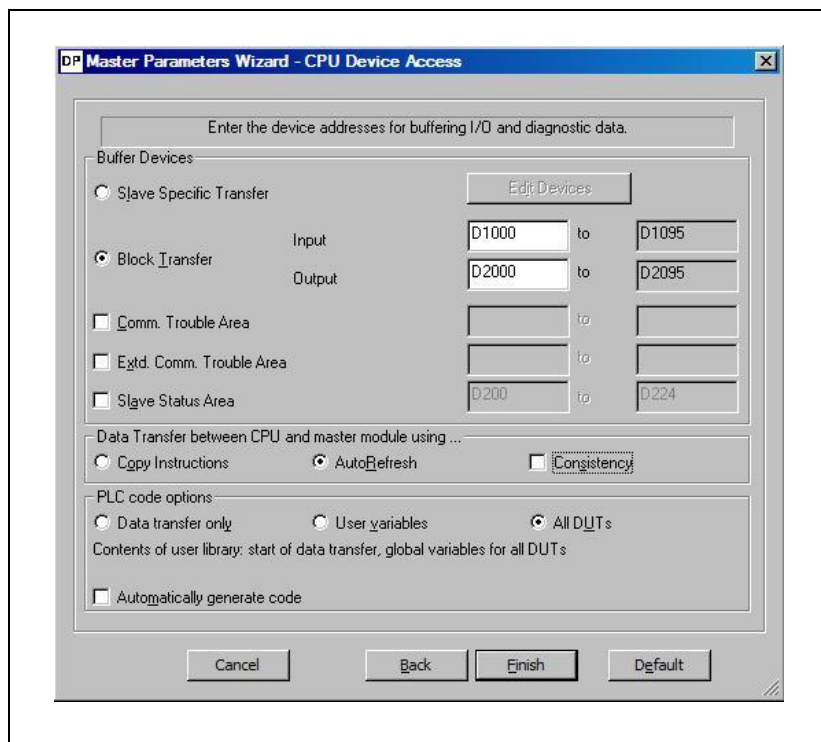 DP Master Parameters Wizard - CPU Device Access
Enter the device addresses for buffering I/O and diagnostic data.
Buffer Devices
Slave Specific Transfer Edit Devices
Input D1000 to D1095
Block Transfer
Output D2000 to D2095
Comm. Trouble Area to
Extd. Comm. Trouble Area to
Slave Status Area D200 to D224
Data Transfer between CPU and master module using ...
Copy Instructions AutoRefresh Consistency
PLC code options
Data transfer only User variables All DUTs
Contents of user library: start of data transfer, global variables for all DUTs
Automatically generate code
Cancel Back Finish Default